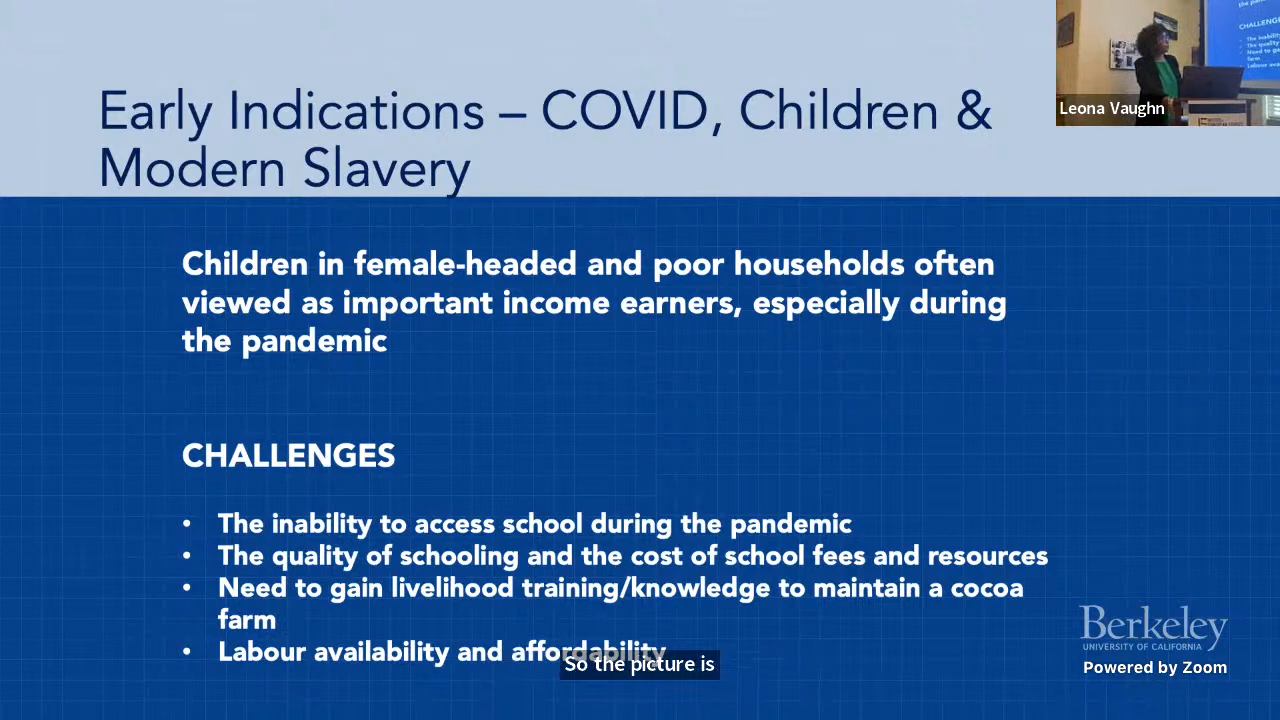 Early Indications – COVID, Children &
Modern Slavery
Leona Vaughn
Children in female-headed and poor households often
viewed as important income earners, especially during
the pandemic
CHALLENGES
• The inability to access school during the pandemic
• The quality of schooling and the cost of school fees and resources
• Need to gain livelihood training/knowledge to maintain a cocoa
farm
• Labour availability and affordability
So the picture is
Berkeley
UNIVERSITY OF CALIFORNIA
Powered by Zoom